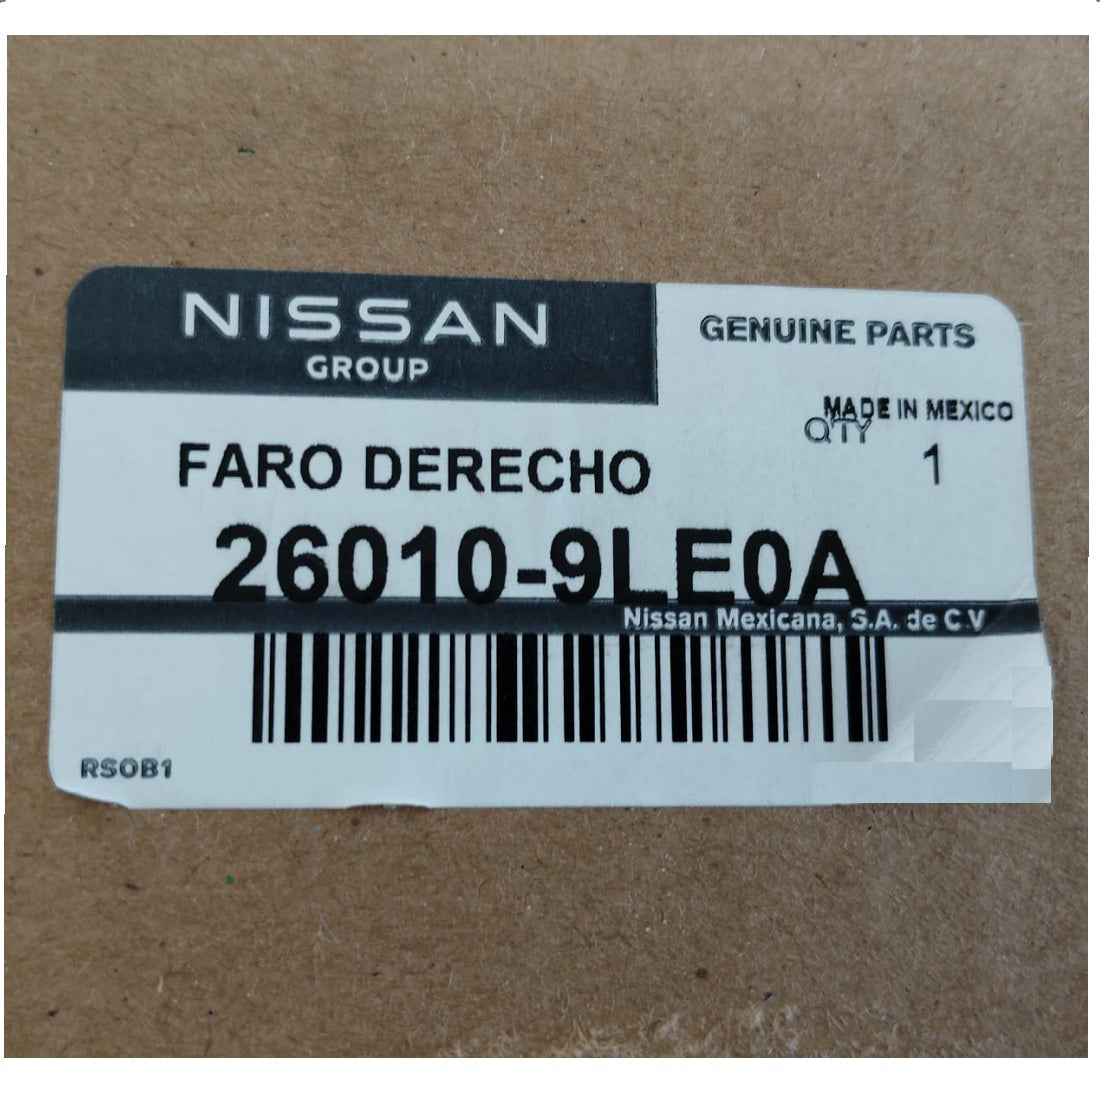 NISSAN
GROUP
GENUINE PARTS
MADE IN MEXICO
QTY
1
FARO DERECHO
26010-9LE0A
Nissan Mexicana, S.A. de C.V
RSOB1